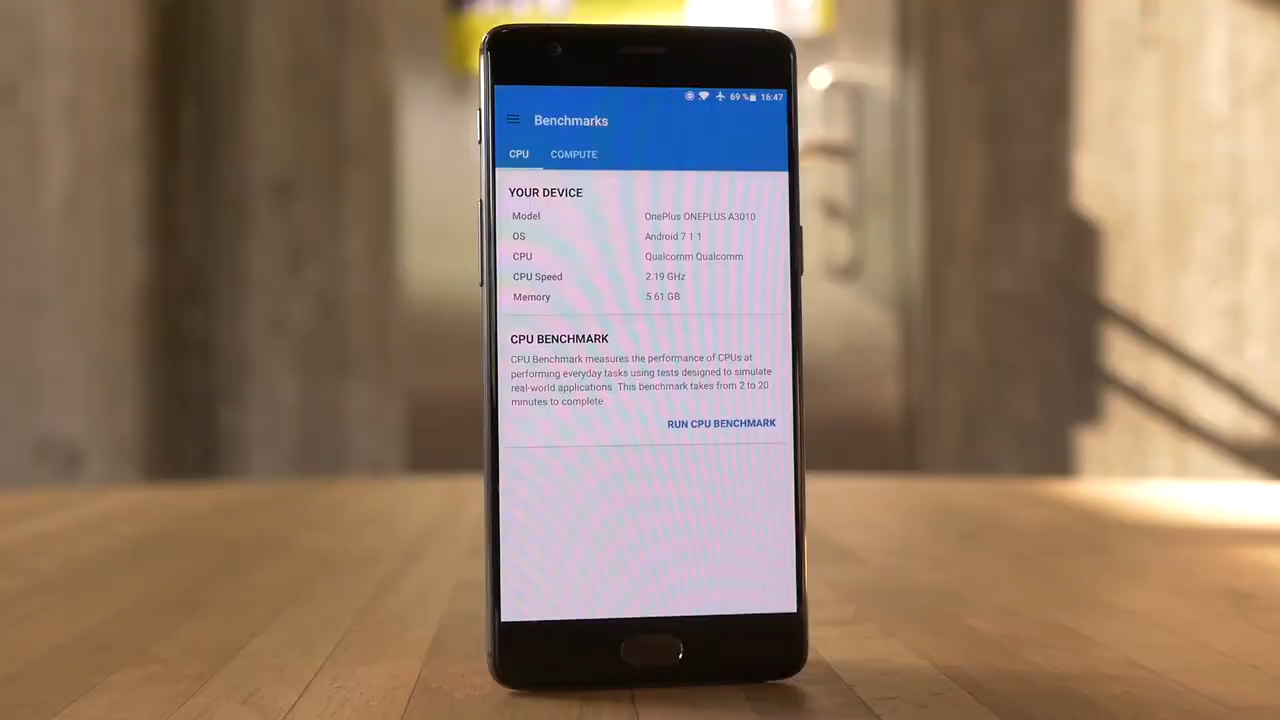 69 % 16:47
Benchmarks
CPU COMPUTE
YOUR DEVICE
Model OnePlus ONEPLUS A3010
OS Android 7 1 1
CPU Qualcomm Qualcomm
CPU Speed 2.19 GHz
Memory 5 61 GB
CPU BENCHMARK
CPU Benchmark measures the performance of CPUs at
performing everyday tasks using tests designed to simulate
real-world applications This benchmark takes from 2 to 20
minutes to complete
RUN CPU BENCHMARK